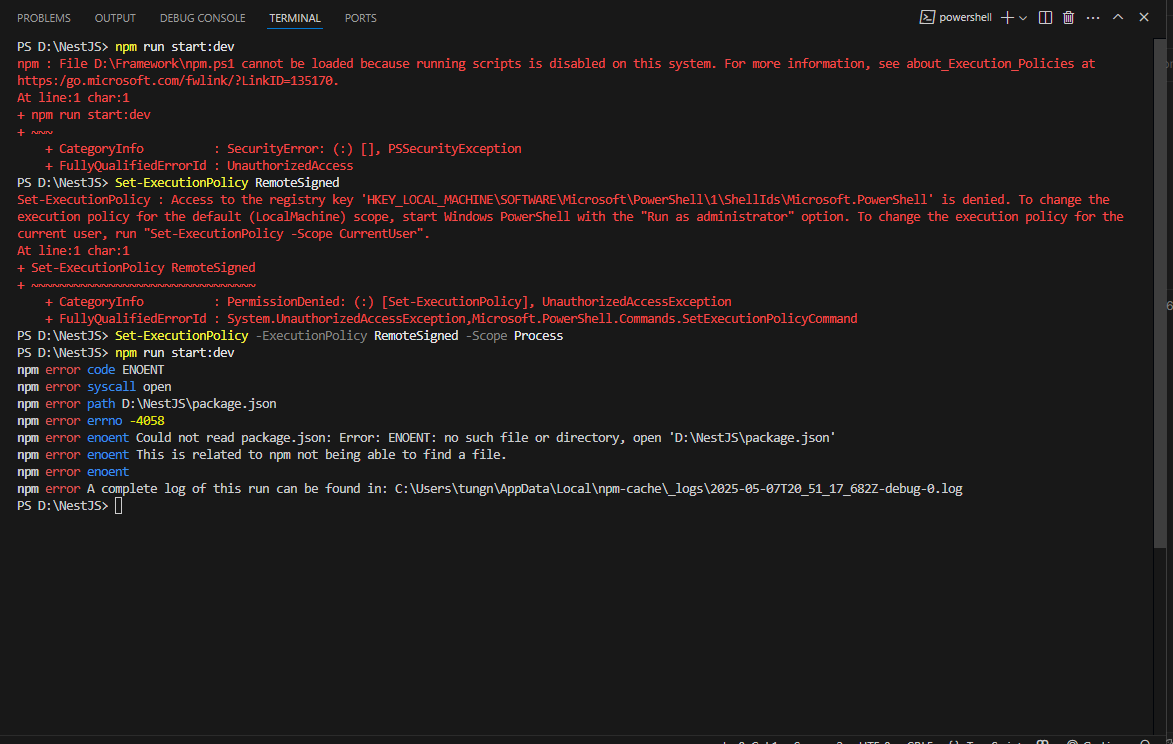 PROBLEMS OUTPUT DEBUG CONSOLE TERMINAL PORTS powershell
PS D:\NestJS> npm run start:dev
npm : File D:\Framework\npm.ps1 cannot be loaded because running scripts is disabled on this system. For more information, see about_Execution_Policies at
https:/go.microsoft.com/fwlink/?LinkID=135170.
At line:1 char:1
+ npm run start:dev
+ ~~~
+ CategoryInfo : SecurityError: (:) [], PSSecurityException
+ FullyQualifiedErrorId : UnauthorizedAccess
PS D:\NestJS> Set-ExecutionPolicy RemoteSigned
Set-ExecutionPolicy : Access to the registry key 'HKEY_LOCAL_MACHINE\SOFTWARE\Microsoft\PowerShell\1\ShellIds\Microsoft.PowerShell' is denied. To change the
execution policy for the default (LocalMachine) scope, start Windows PowerShell with the "Run as administrator" option. To change the execution policy for the
current user, run "Set-ExecutionPolicy -Scope CurrentUser".
At line:1 char:1
+ Set-ExecutionPolicy RemoteSigned
+ ~~~~~~~~~~~~~~~~~~~~~~~~~~~~~~~~
+ CategoryInfo : PermissionDenied: (:) [Set-ExecutionPolicy], UnauthorizedAccessException
+ FullyQualifiedErrorId : System.UnauthorizedAccessException,Microsoft.PowerShell.Commands.SetExecutionPolicyCommand
PS D:\NestJS> Set-ExecutionPolicy -ExecutionPolicy RemoteSigned -Scope Process
PS D:\NestJS> npm run start:dev
npm error code ENOENT
npm error syscall open
npm error path D:\NestJS\package.json
npm error errno -4058
npm error enoent Could not read package.json: Error: ENOENT: no such file or directory, open 'D:\NestJS\package.json'
npm error enoent This is related to npm not being able to find a file.
npm error enoent
npm error A complete log of this run can be found in: C:\Users\tungn\AppData\Local\npm-cache\_logs\2025-05-07T20_51_17_682Z-debug-0.log
PS D:\NestJS>